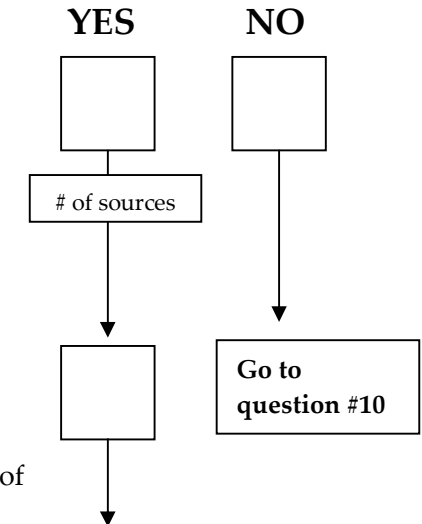 YES NO
# of sources
Go to
question #10
of